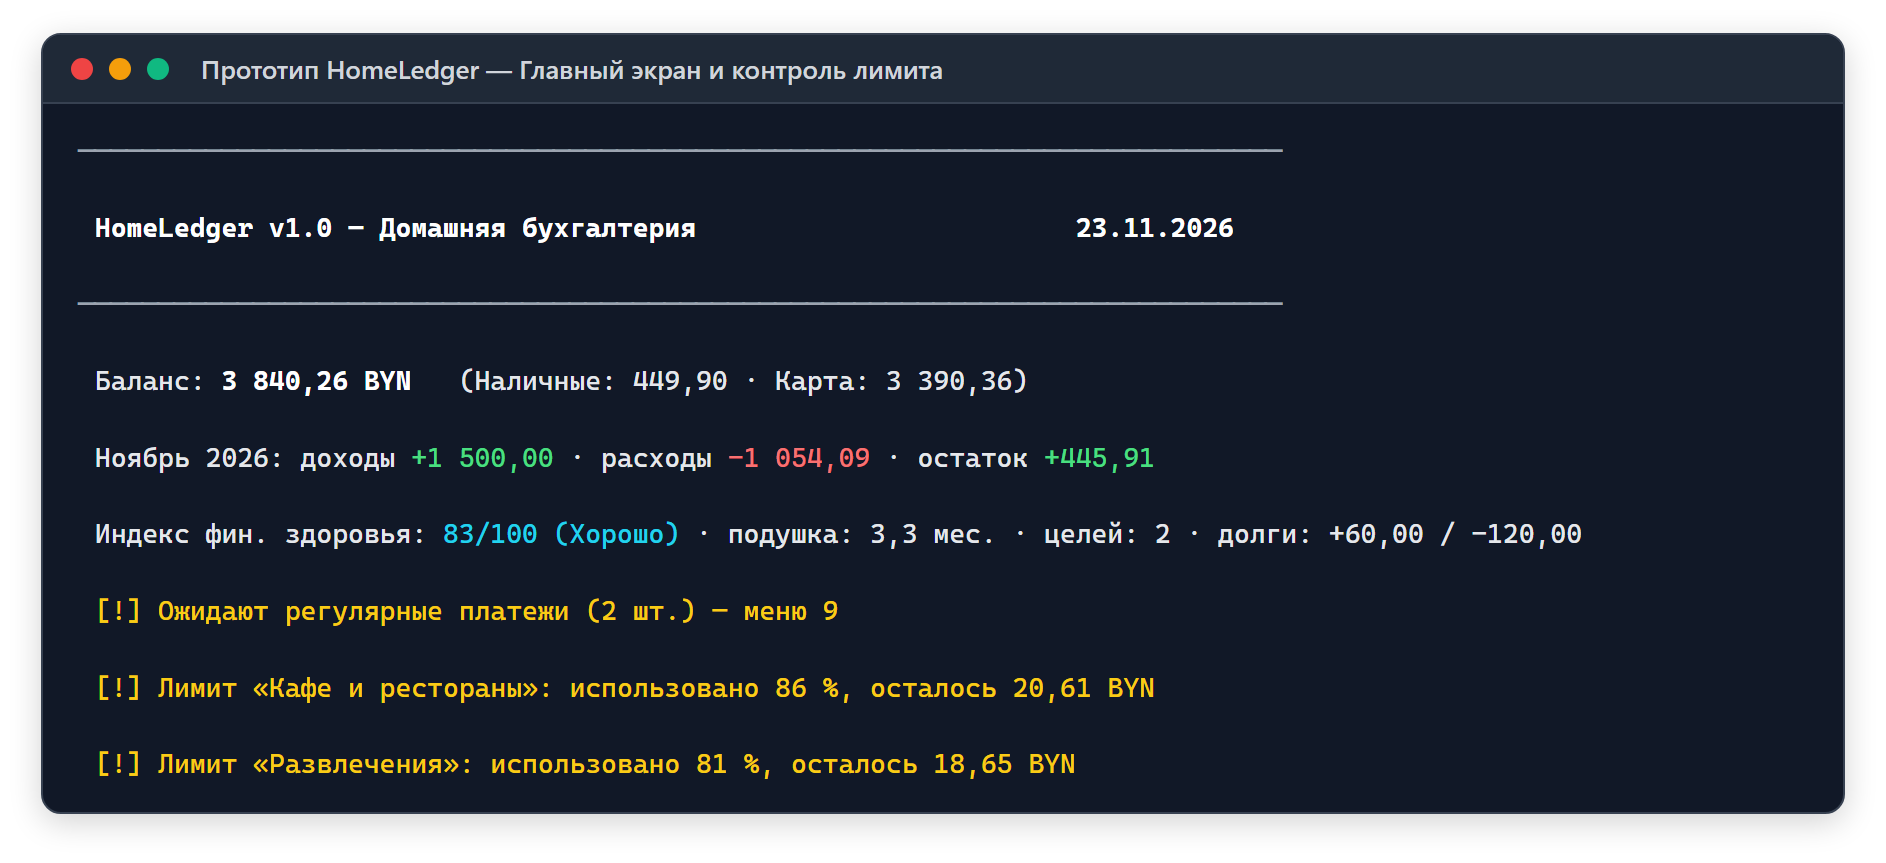 Прототип HomeLedger — Главный экран и контроль лимита
HomeLedger v1.0 — Домашняя бухгалтерия 23.11.2026
Баланс: 3 840,26 BYN (Наличные: 449,90 · Карта: 3 390,36)
Ноябрь 2026: доходы +1 500,00 · расходы −1 054,09 · остаток +445,91
Индекс фин. здоровья: 83/100 (Хорошо) · подушка: 3,3 мес. · целей: 2 · долги: +60,00 / −120,00
[!] Ожидают регулярные платежи (2 шт.) — меню 9
[!] Лимит «Кафе и рестораны»: использовано 86 %, осталось 20,61 BYN
[!] Лимит «Развлечения»: использовано 81 %, осталось 18,65 BYN